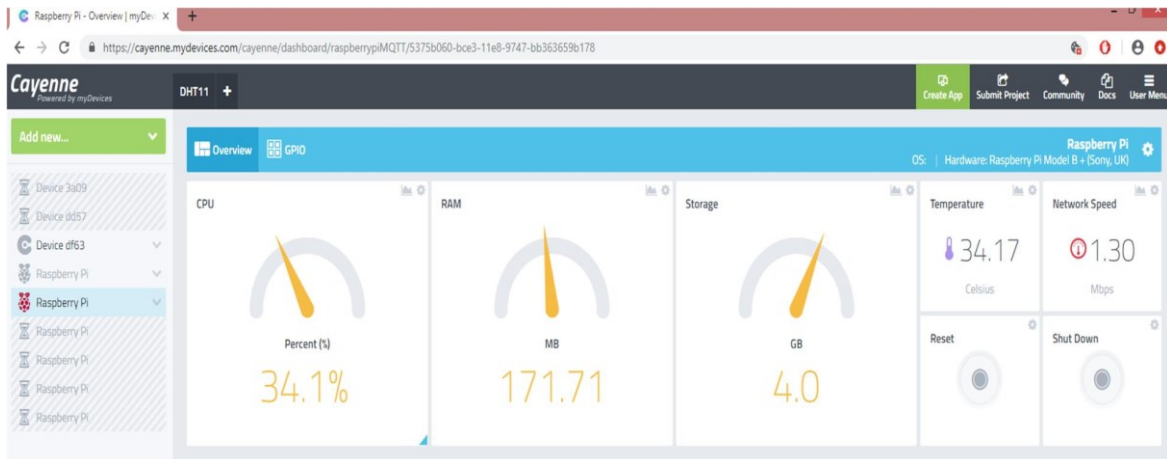 Raspberry Pi - Overview | myDev
https://cayenne.mydevices.com/cayenne/dashboard/raspberrypiMQTT/5375b060-bce3-11e8-9747-bb363659b178
Cayenne
Powered by myDevices
DHT11 +
Create App
Submit Project
Community
Docs
User Menu
Add new...
Device 3a09
Device dd57
Device df63
Raspberry Pi
Raspberry Pi
Raspberry Pi
Raspberry Pi
Raspberry Pi
Raspberry Pi
Overview
GPIO
Raspberry Pi
OS: | Hardware: Raspberry Pi Model B + (Sony, UK)
CPU
Percent (%)
34.1%
RAM
MB
171.71
Storage
GB
4.0
Temperature
34.17
Celsius
Network Speed
1.30
Mbps
Reset
Shut Down